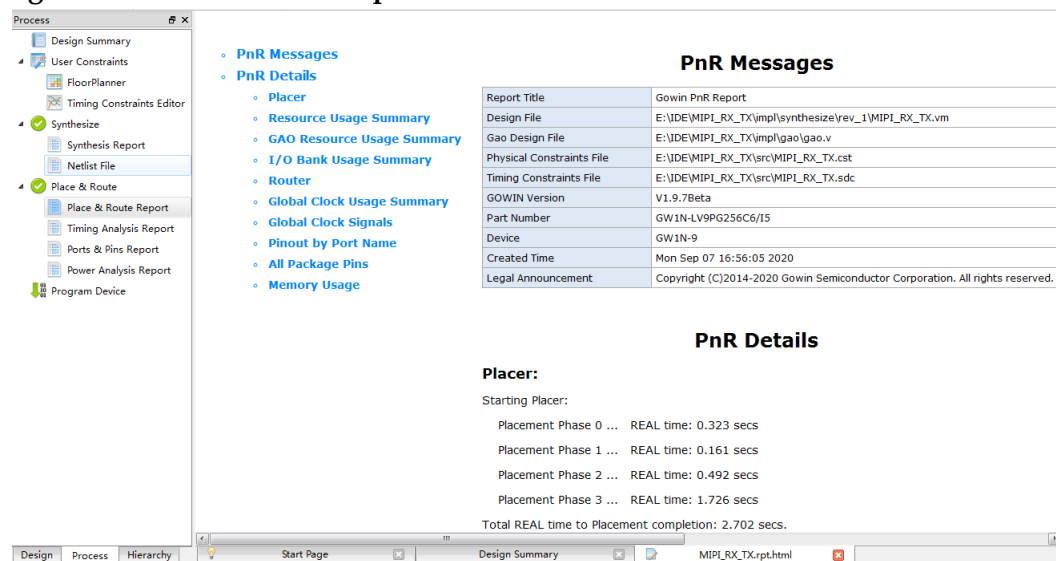 Process
Design Summary
User Constraints
FloorPlanner
Timing Constraints Editor
Synthesize
Synthesis Report
Netlist File
Place & Route
Place & Route Report
Timing Analysis Report
Ports & Pins Report
Power Analysis Report
Program Device
Design Process Hierarchy
PnR Messages
PnR Details
Placer
Resource Usage Summary
GAO Resource Usage Summary
I/O Bank Usage Summary
Router
Global Clock Usage Summary
Global Clock Signals
Pinout by Port Name
All Package Pins
Memory Usage
PnR Messages
Report Title Gowin PnR Report
Design File E:\IDE\MIPI_RX_TX\impl\synthesize\rev_1\MIPI_RX_TX.vm
Gao Design File E:\IDE\MIPI_RX_TX\impl\gao\gao.v
Physical Constraints File E:\IDE\MIPI_RX_TX\src\MIPI_RX_TX.cst
Timing Constraints File E:\IDE\MIPI_RX_TX\src\MIPI_RX_TX.sdc
GOWIN Version V1.9.7Beta
Part Number GW1N-LV9PG256C6/I5
Device GW1N-9
Created Time Mon Sep 07 16:56:05 2020
Legal Announcement Copyright (C)2014-2020 Gowin Semiconductor Corporation. All rights reserved.
PnR Details
Placer:
Starting Placer:
Placement Phase 0 ... REAL time: 0.323 secs
Placement Phase 1 ... REAL time: 0.161 secs
Placement Phase 2 ... REAL time: 0.492 secs
Placement Phase 3 ... REAL time: 1.726 secs
Total REAL time to Placement completion: 2.702 secs.
Start Page Design Summary MIPI_RX_TX.rpt.html